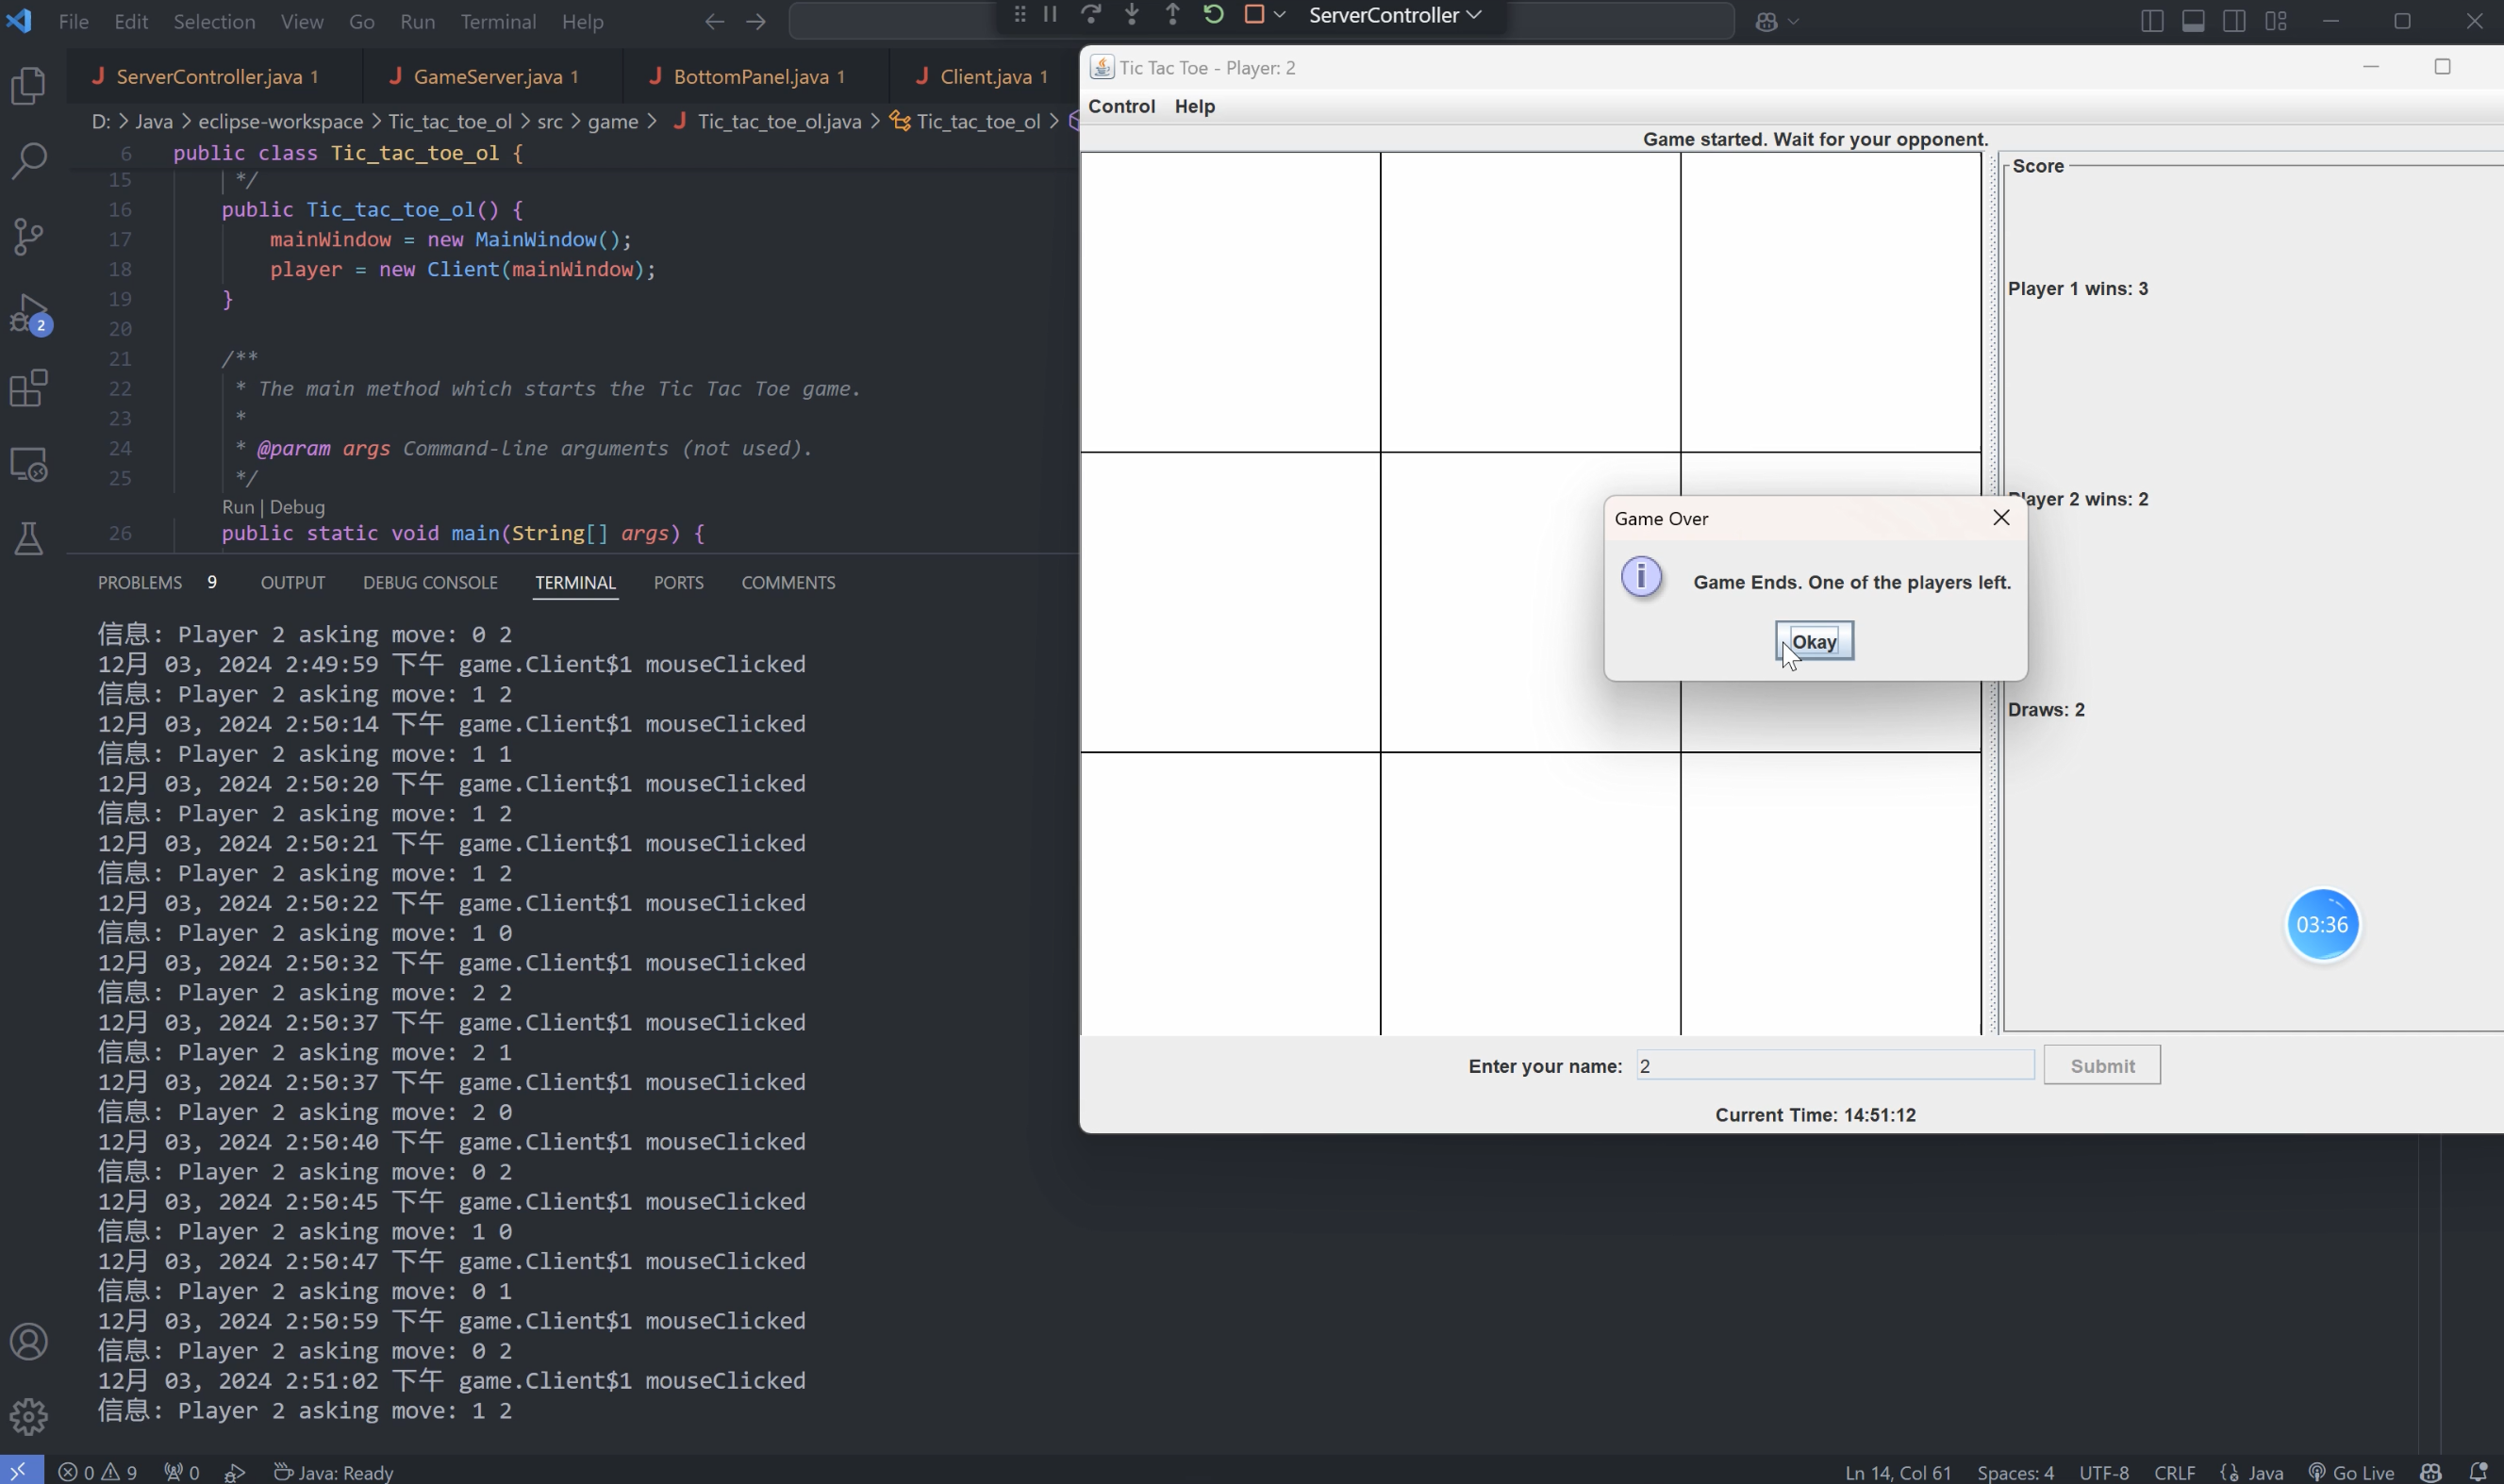 File Edit Selection View Go Run Terminal Help
ServerController
ServerController.java 1 GameServer.java 1 BottomPanel.java 1 Client.java 1
D: > Java > eclipse-workspace > Tic_tac_toe_ol > src > game > Tic_tac_toe_ol.java > Tic_tac_toe_ol >
6 public class Tic_tac_toe_ol {
15 */
16 public Tic_tac_toe_ol() {
17 mainWindow = new MainWindow();
18 player = new Client(mainWindow);
19 }
20
21 /**
22 * The main method which starts the Tic Tac Toe game.
23 *
24 * @param args Command-line arguments (not used).
25 */
Run | Debug
26 public static void main(String[] args) {
2
PROBLEMS 9 OUTPUT DEBUG CONSOLE TERMINAL PORTS COMMENTS
信息: Player 2 asking move: 0 2
12月 03, 2024 2:49:59 下午 game.Client$1 mouseClicked
信息: Player 2 asking move: 1 2
12月 03, 2024 2:50:14 下午 game.Client$1 mouseClicked
信息: Player 2 asking move: 1 1
12月 03, 2024 2:50:20 下午 game.Client$1 mouseClicked
信息: Player 2 asking move: 1 2
12月 03, 2024 2:50:21 下午 game.Client$1 mouseClicked
信息: Player 2 asking move: 1 2
12月 03, 2024 2:50:22 下午 game.Client$1 mouseClicked
信息: Player 2 asking move: 1 0
12月 03, 2024 2:50:32 下午 game.Client$1 mouseClicked
信息: Player 2 asking move: 2 2
12月 03, 2024 2:50:37 下午 game.Client$1 mouseClicked
信息: Player 2 asking move: 2 1
12月 03, 2024 2:50:37 下午 game.Client$1 mouseClicked
信息: Player 2 asking move: 2 0
12月 03, 2024 2:50:40 下午 game.Client$1 mouseClicked
信息: Player 2 asking move: 0 2
12月 03, 2024 2:50:45 下午 game.Client$1 mouseClicked
信息: Player 2 asking move: 1 0
12月 03, 2024 2:50:47 下午 game.Client$1 mouseClicked
信息: Player 2 asking move: 0 1
12月 03, 2024 2:50:59 下午 game.Client$1 mouseClicked
信息: Player 2 asking move: 0 2
12月 03, 2024 2:51:02 下午 game.Client$1 mouseClicked
信息: Player 2 asking move: 1 2
Tic Tac Toe - Player: 2
Control Help
Game started. Wait for your opponent.
Score
Player 1 wins: 3
Player 2 wins: 2
Draws: 2
Game Over
Game Ends. One of the players left.
Okay
03:36
Enter your name: 2 Submit
Current Time: 14:51:12
0 9 0 Java: Ready Ln 14, Col 61 Spaces: 4 UTF-8 CRLF Java Go Live